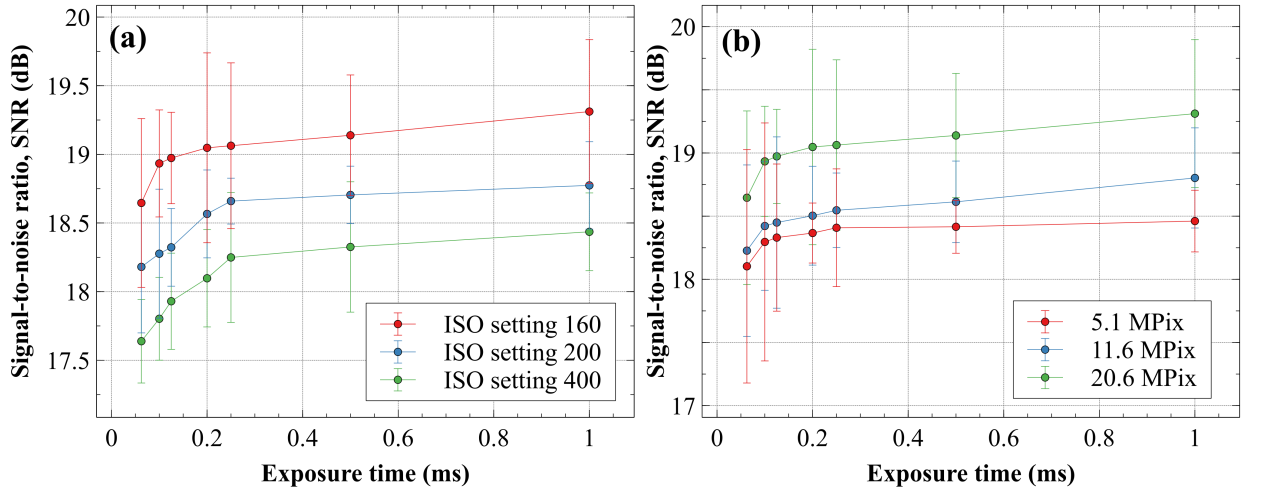 (a)
Signal-to-noise ratio, SNR (dB)
20
19.5
19
18.5
18
17.5
0
0.2
0.4
0.6
0.8
1
Exposure time (ms)
ISO setting 160
ISO setting 200
ISO setting 400
(b)
Signal-to-noise ratio, SNR (dB)
20
19
18
17
0
0.2
0.4
0.6
0.8
1
Exposure time (ms)
5.1 MPix
11.6 MPix
20.6 MPix